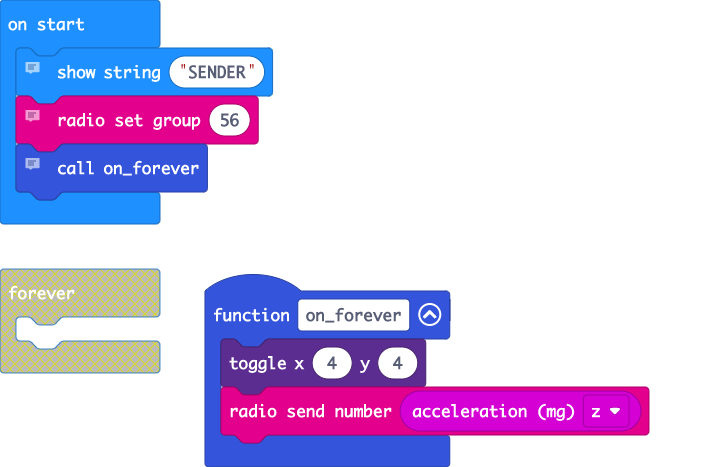 on start
show string "SENDER"
radio set group 56
call on_forever
forever
function on_forever
toggle x 4 y 4
radio send number acceleration (mg) z